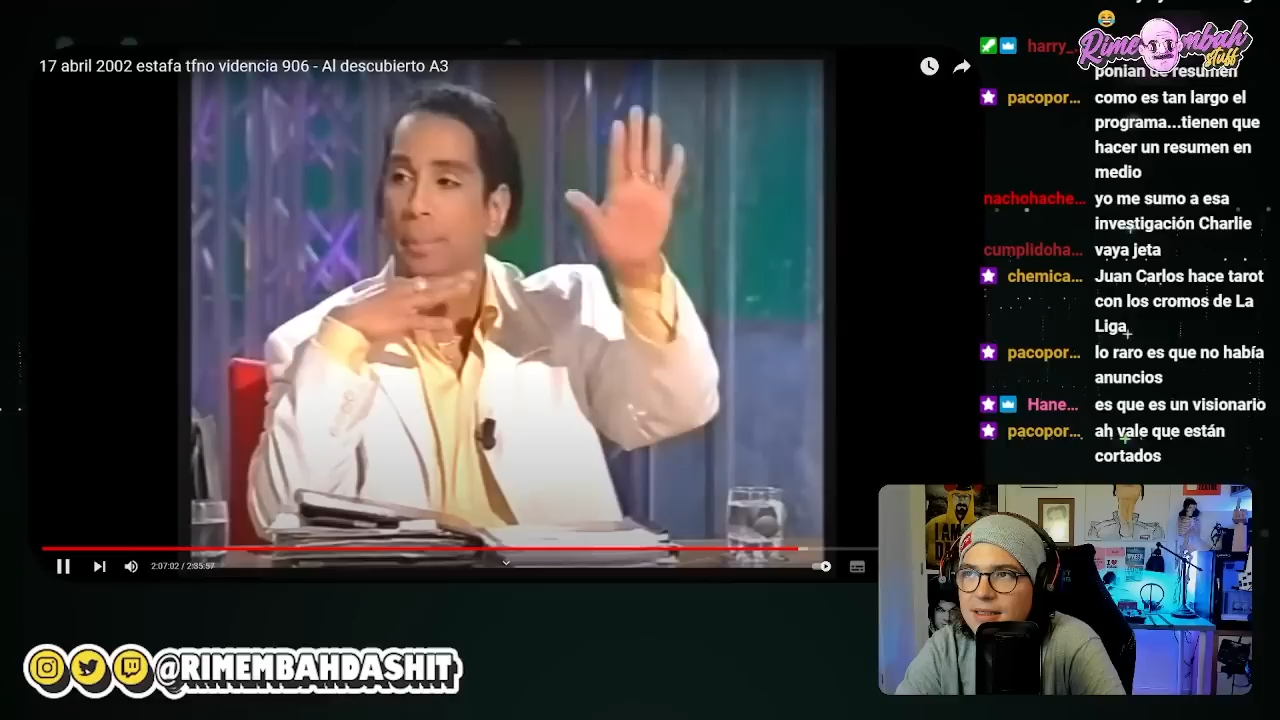 17 abril 2002 estafa tfno videncia 906 - Al descubierto A3
2:07:02 / 2:35:57
@RIMEMBAHDASHIT
Rimembah
stuff
harry_...
ponían de resumen
pacopor... como es tan largo el
programa...tienen que
hacer un resumen en
medio
nachohache... yo me sumo a esa
investigación Charlie
cumplidoha... vaya jeta
chemica... Juan Carlos hace tarot
con los cromos de La
Liga
pacopor... lo raro es que no había
anuncios
Hane... es que es un visionario
pacopor... ah vale que están
cortados